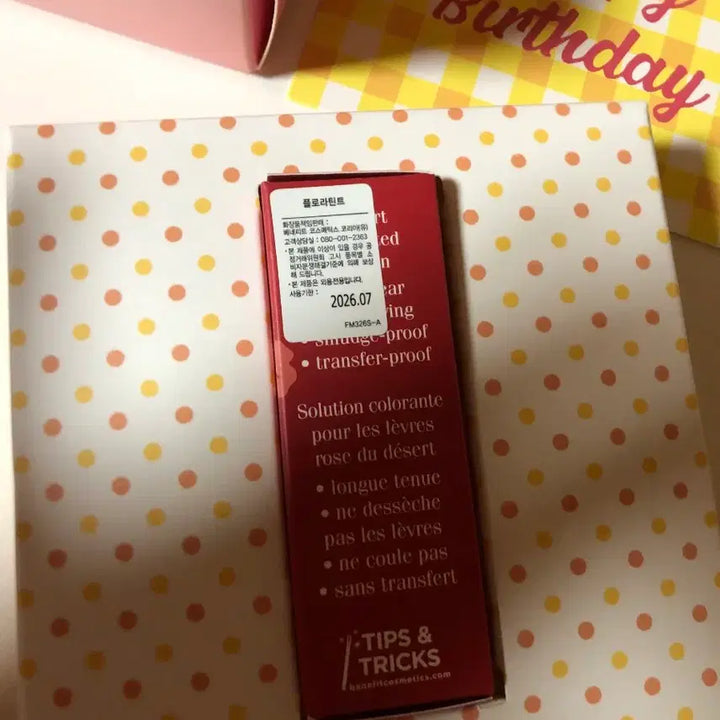 Birthday
플로라틴트
화장품책임판매 :
베네피트 코스메틱스 코리아(유)
고객상담실 : 080-001-2363
·본 제품에 이상이 있을 경우 공
정거래위원회 고시 품목별 소
비자분쟁해결기준에 의해 보상
해 드립니다.
·본 제품은 외용전용입니다.
사용기한 :
2026.07
FM326S-A
• smudge-proof
• transfer-proof
Solution colorante
pour les lèvres
rose du désert
• longue tenue
• ne dessèche
pas les lèvres
• ne coule pas
• sans transfert
TIPS &
TRICKS
benefitcosmetics.com